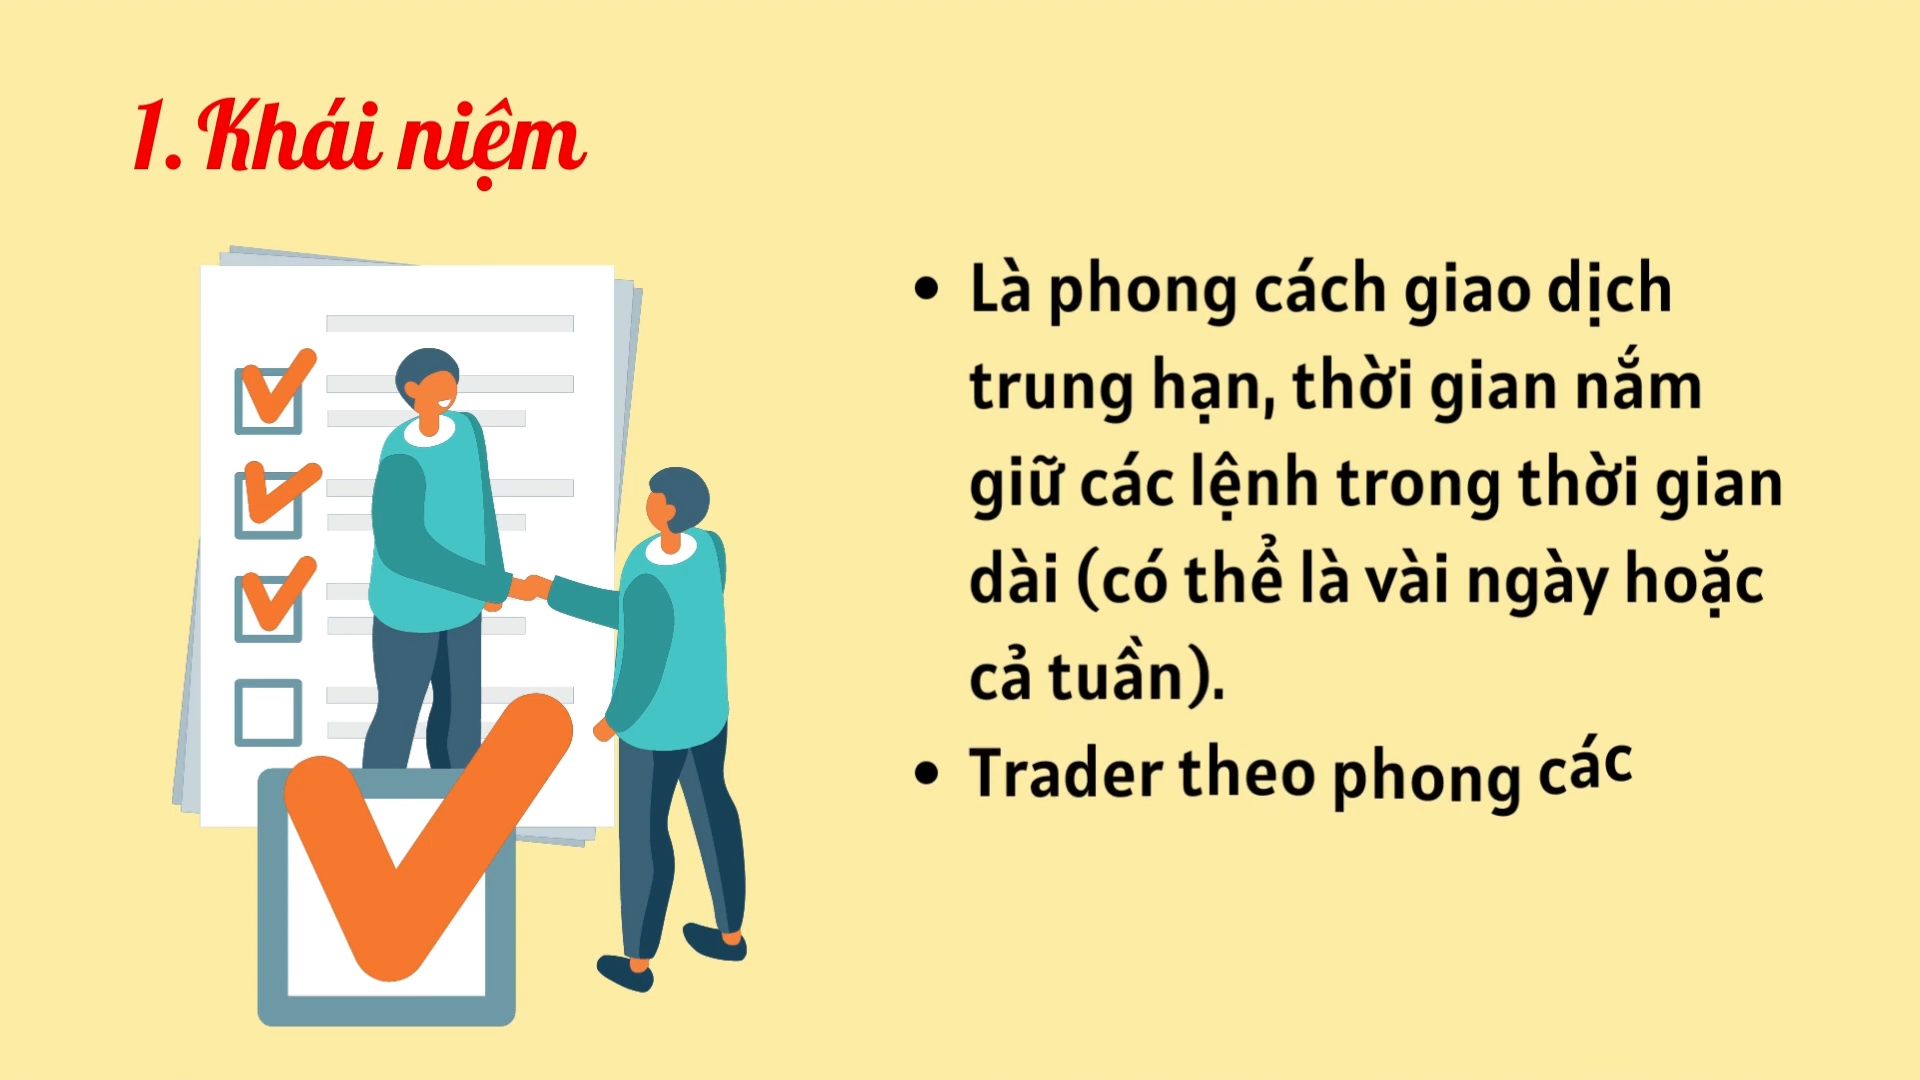 1. Khái niệm
• Là phong cách giao dịch
trung hạn, thời gian nắm
giữ các lệnh trong thời gian
dài (có thể là vài ngày hoặc
cả tuần).
• Trader theo phong các